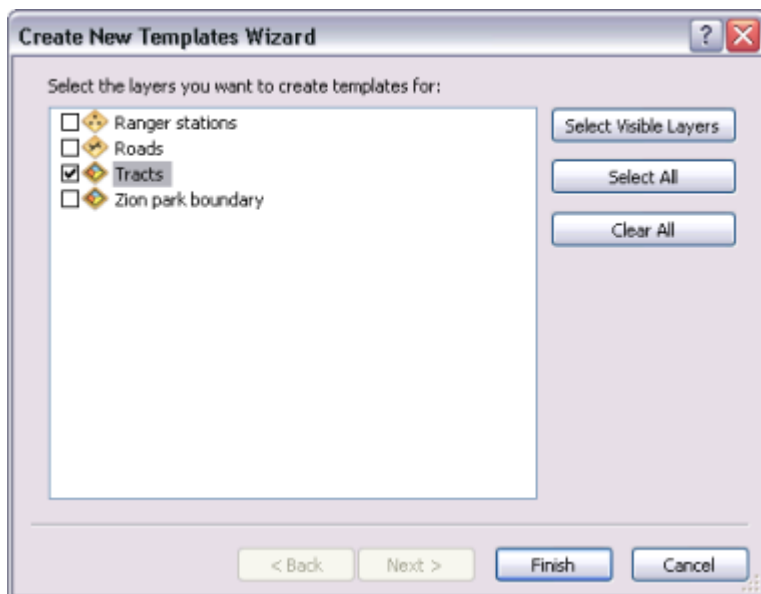 Create New Templates Wizard
Select the layers you want to create templates for:
Ranger stations
Roads
Tracts
Zion park boundary
Select Visible Layers
Select All
Clear All
< Back
Next >
Finish
Cancel